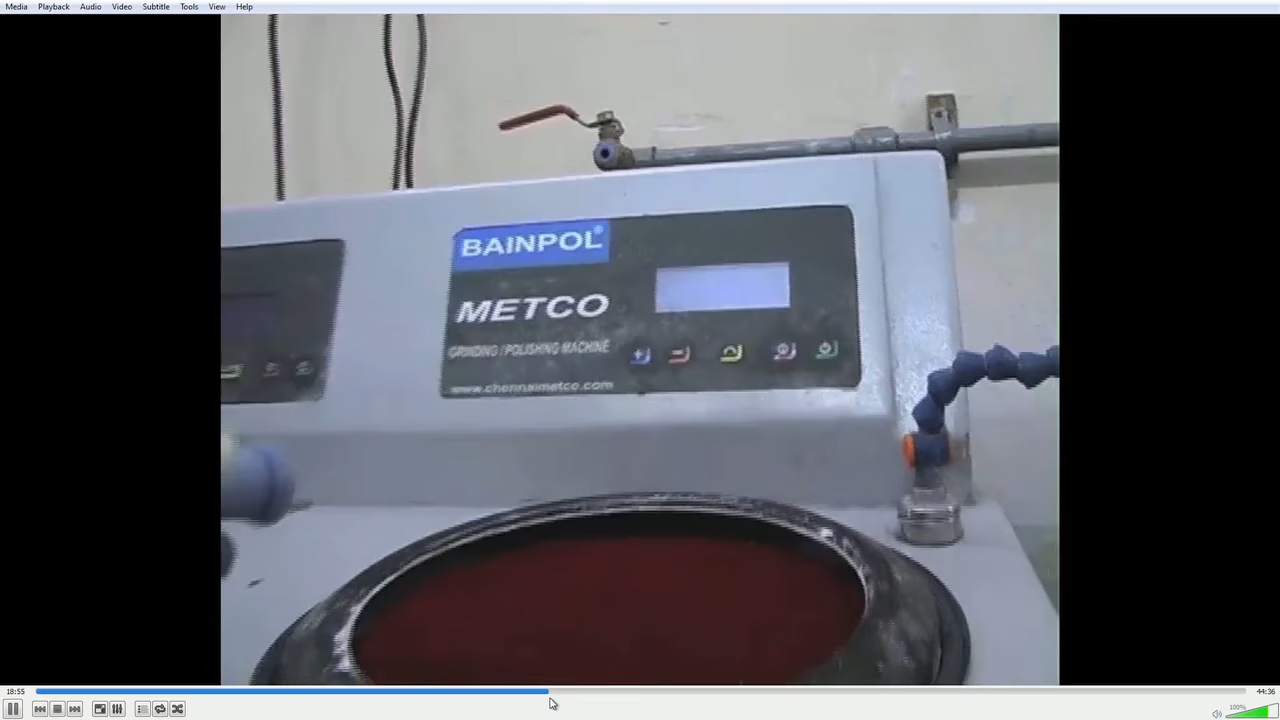 Media Playback Audio Video Subtitle Tools View Help
BAINPOL®
METCO
GRINDING / POLISHING MACHINE
www.chennaimetco.com
18:55
44:36
100%